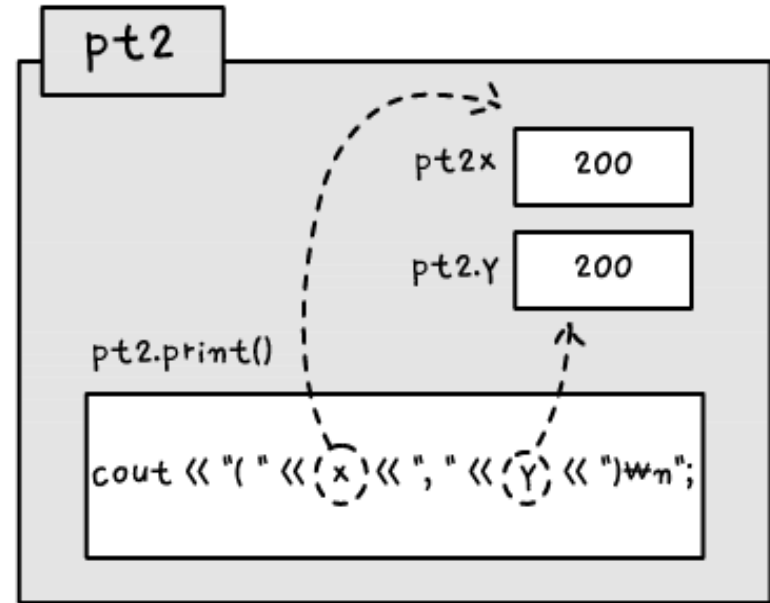 pt2
pt2x 200
pt2.y 200
pt2.print()
cout << "( " << x << ", " << y << ")₩n";